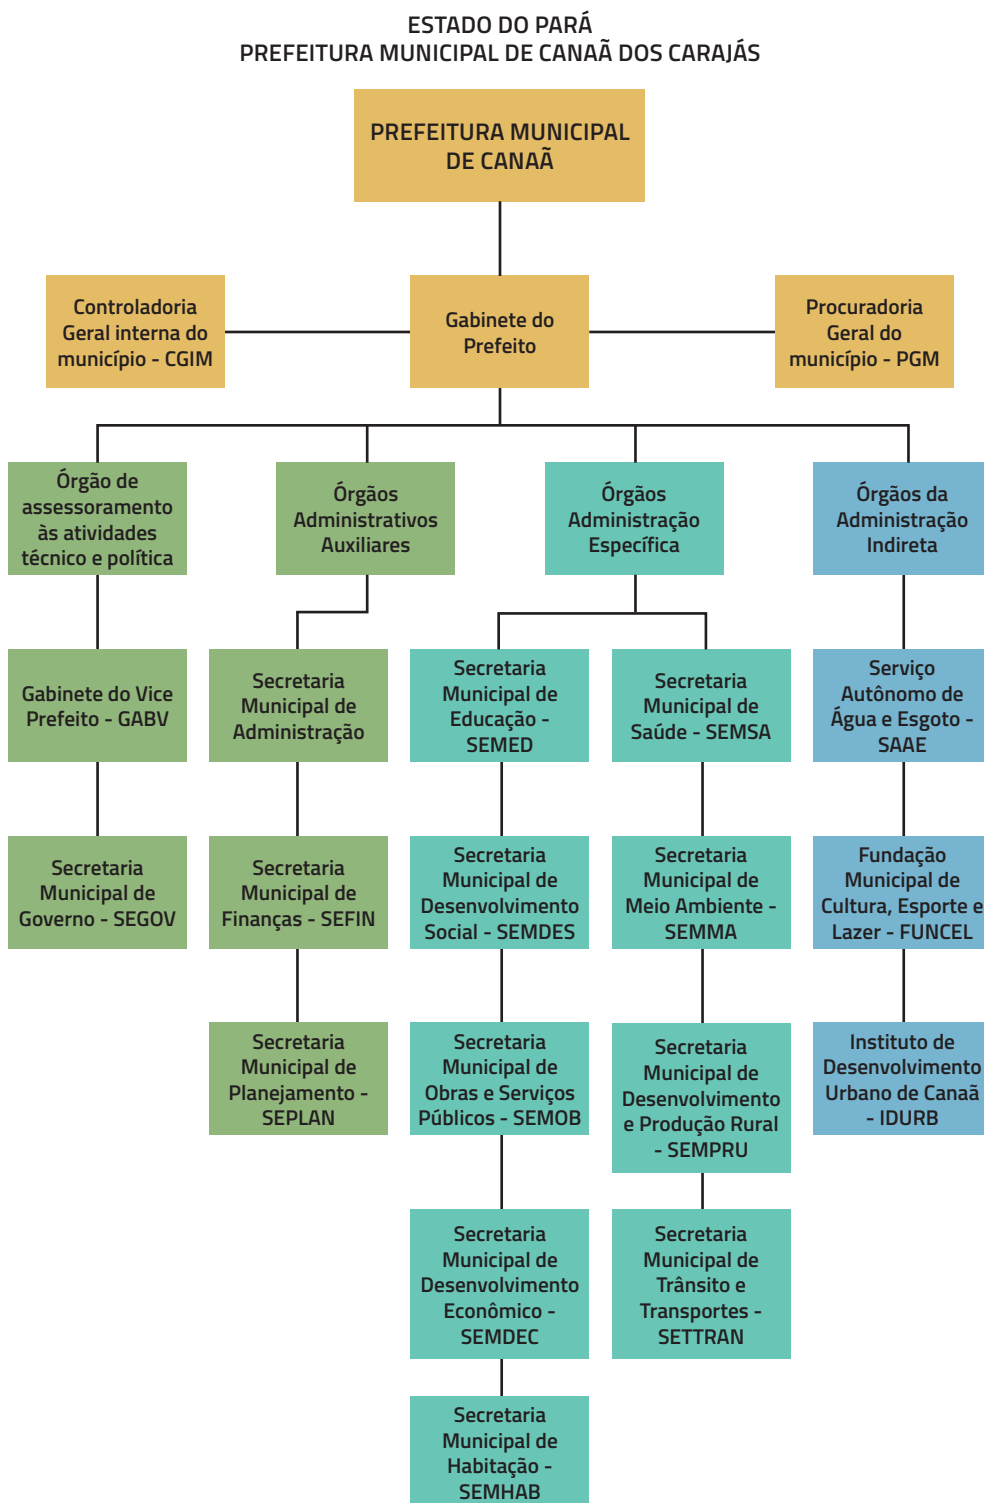 ESTADO DO PARÁ
PREFEITURA MUNICIPAL DE CANAÃ DOS CARAJÁS
PREFEITURA MUNICIPAL
DE CANAÃ
Controladoria
Geral interna do
município - CGIM
Gabinete do
Prefeito
Procuradoria
Geral do
município - PGM
Órgão de
assessoramento
às atividades
técnico e política
Órgãos
Administrativos
Auxiliares
Órgãos
Administração
Específica
Órgãos da
Administração
Indireta
Gabinete do Vice
Prefeito - GABV
Secretaria
Municipal de
Administração
Secretaria
Municipal de
Educação -
SEMED
Secretaria
Municipal de
Saúde - SEMSA
Serviço
Autônomo de
Água e Esgoto -
SAAE
Secretaria
Municipal de
Governo - SEGOV
Secretaria
Municipal de
Finanças - SEFIN
Secretaria
Municipal de
Desenvolvimento
Social - SEMDES
Secretaria
Municipal de
Meio Ambiente -
SEMMA
Fundação
Municipal de
Cultura, Esporte e
Lazer - FUNCEL
Secretaria
Municipal de
Planejamento -
SEPLAN
Secretaria
Municipal de
Obras e Serviços
Públicos - SEMOB
Secretaria
Municipal de
Desenvolvimento
e Produção Rural
- SEMPRU
Instituto de
Desenvolvimento
Urbano de Canaã
- IDURB
Secretaria
Municipal de
Desenvolvimento
Econômico -
SEMDEC
Secretaria
Municipal de
Trânsito e
Transportes -
SETTRAN
Secretaria
Municipal de
Habitação -
SEMHAB